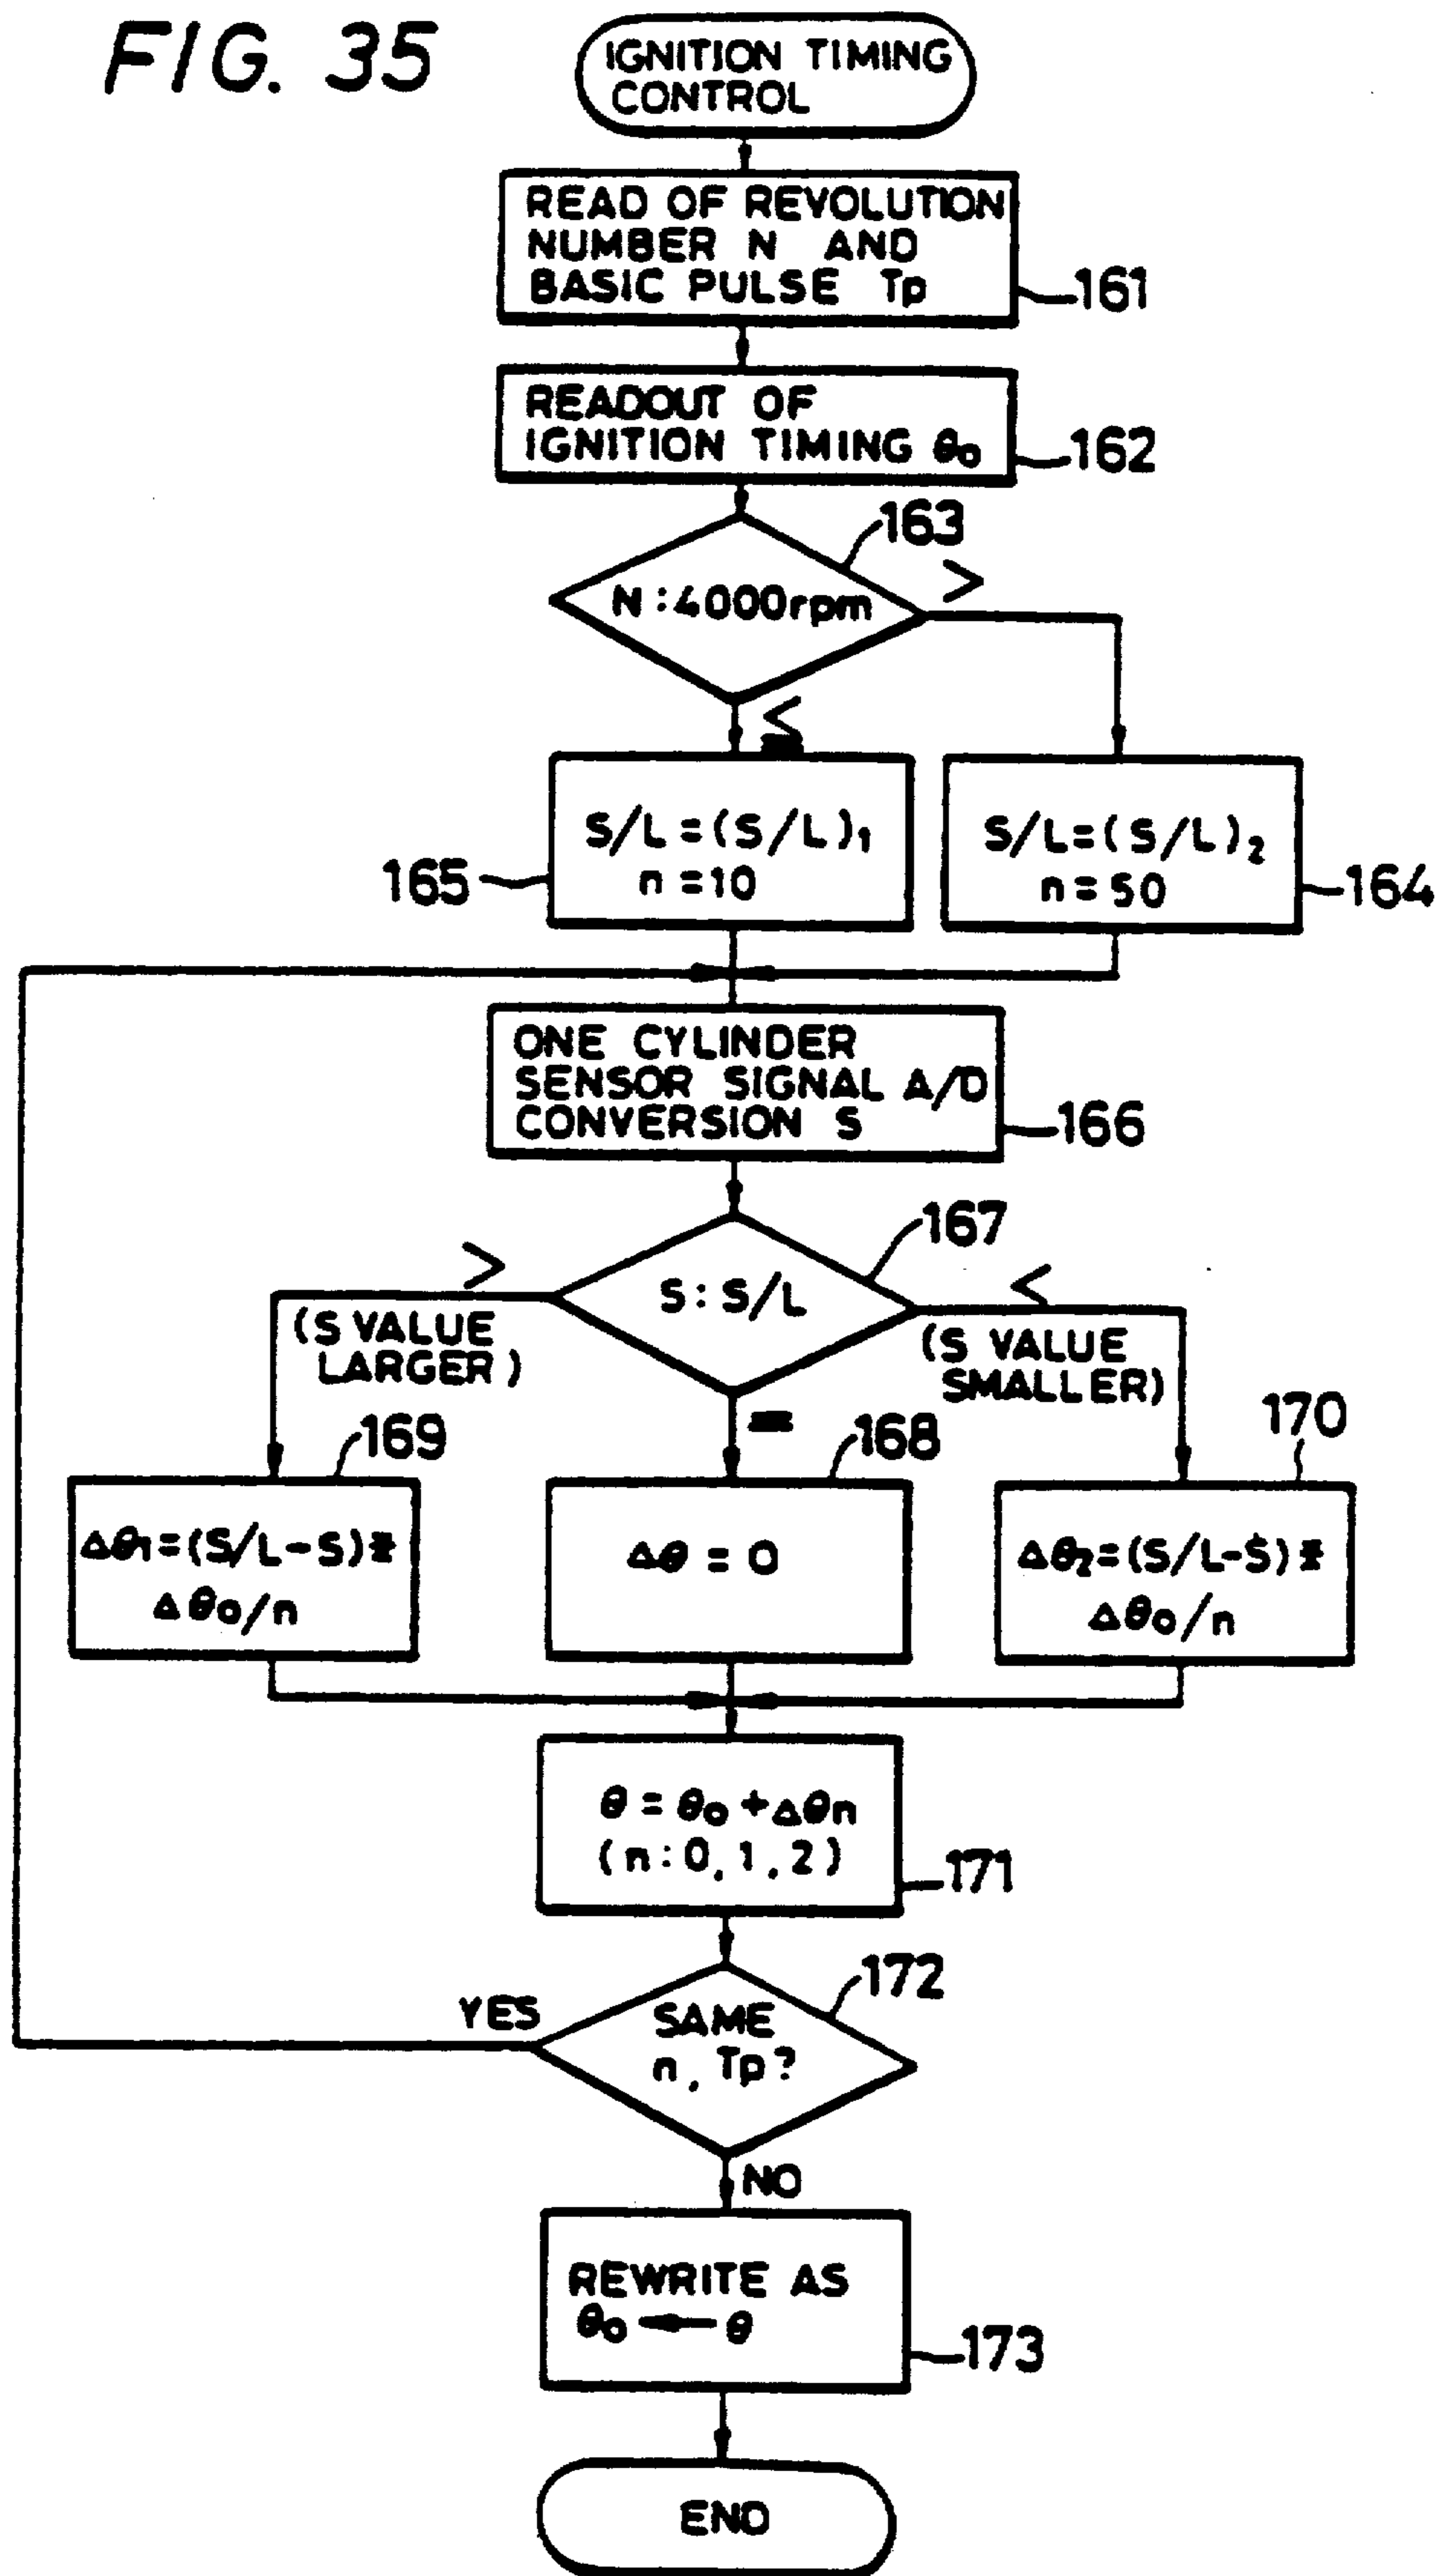 FIG. 35
IGNITION TIMING
CONTROL
READ OF REVOLUTION
NUMBER N AND
BASIC PULSE Tp
161
READOUT OF
IGNITION TIMING θo
162
163
N:4000rpm
>
≦
S/L=(S/L)1
n=10
165
S/L=(S/L)2
n=50
164
ONE CYLINDER
SENSOR SIGNAL A/D
CONVERSION S
166
167
S:S/L
>
(S VALUE
LARGER)
<
(S VALUE
SMALLER)
=
169
Δθ1=(S/L-S)*
Δθo/n
168
Δθ=0
170
Δθ2=(S/L-S)*
Δθo/n
θ=θo+Δθn
(n:0,1,2)
171
172
SAME
n, Tp?
YES
NO
REWRITE AS
θo ← θ
173
END